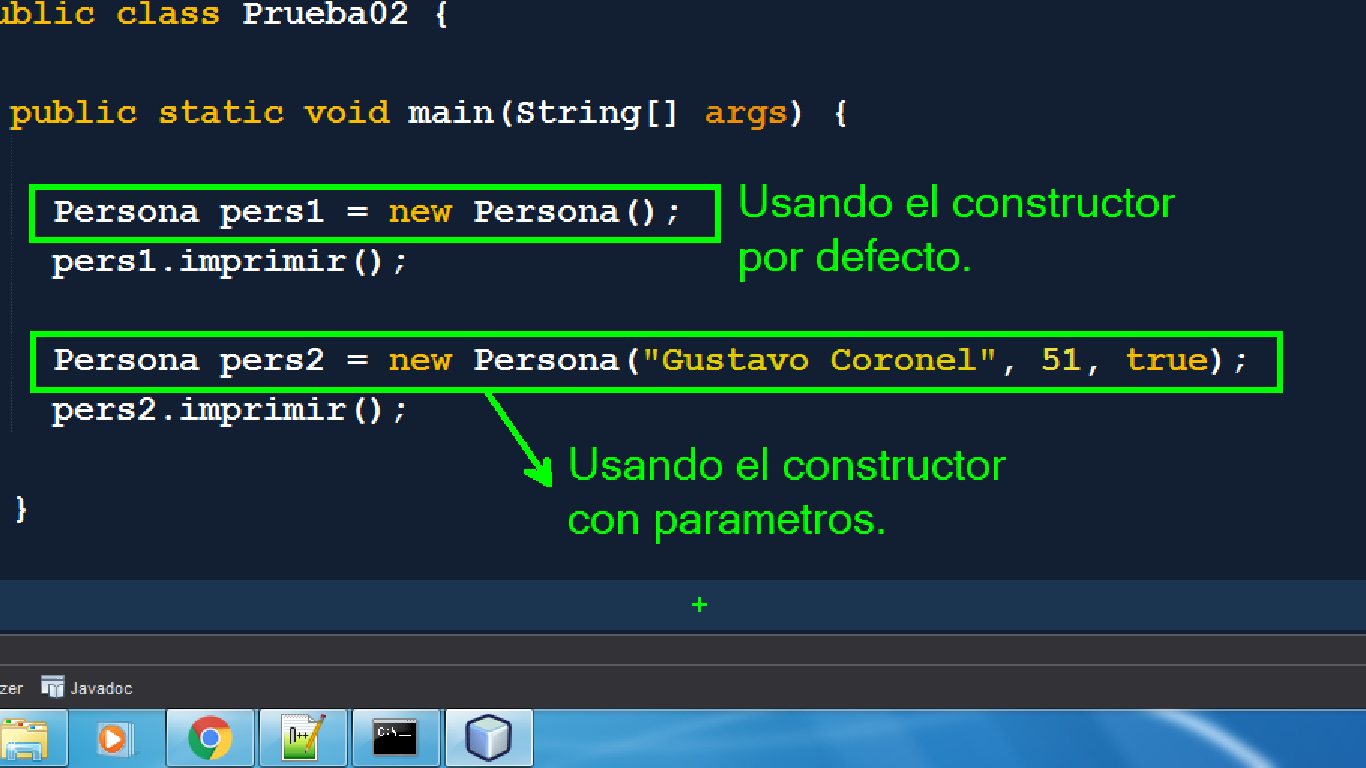 ublic class Prueba02 {
public static void main(String[] args) {
Persona pers1 = new Persona();
Usando el constructor
por defecto.
pers1.imprimir();
Persona pers2 = new Persona("Gustavo Coronel", 51, true);
pers2.imprimir();
Usando el constructor
con parametros.
}
+
zer
Javadoc
C:\._